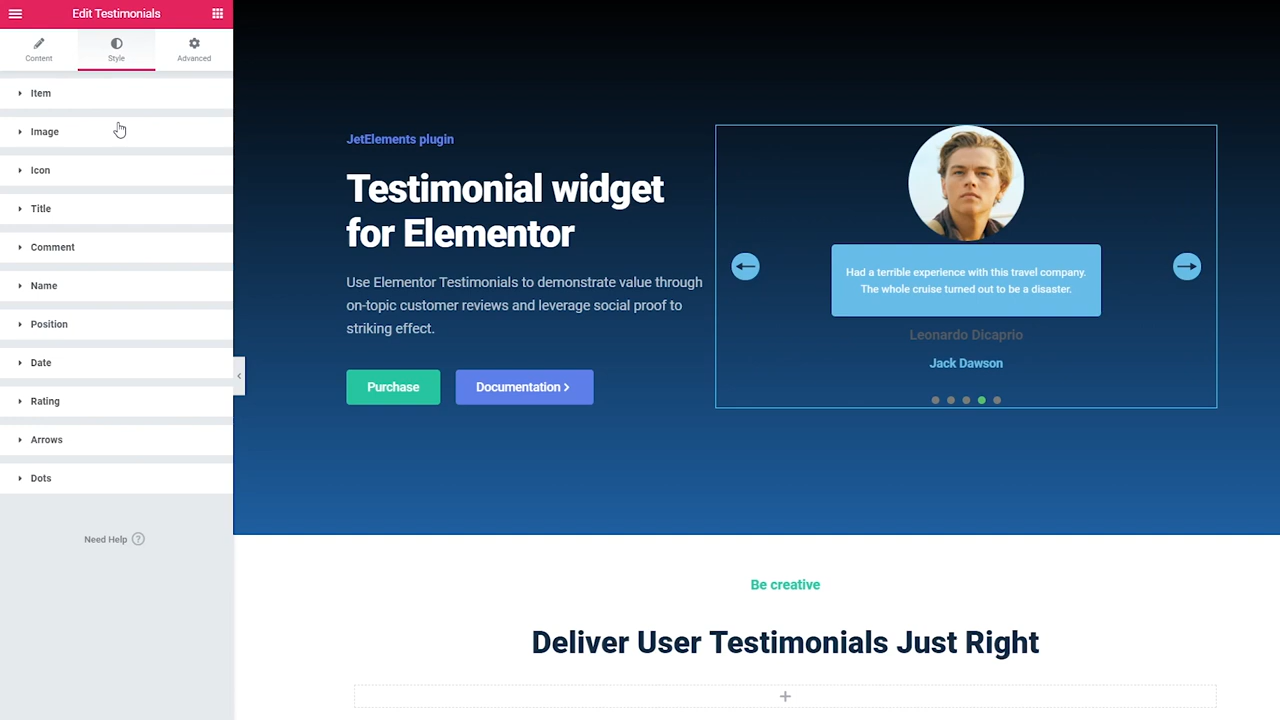 Edit Testimonials
Content
Style
Advanced
Item
Image
Icon
Title
Comment
Name
Position
Date
Rating
Arrows
Dots
Need Help ?
JetElements plugin
Testimonial widget
for Elementor
Use Elementor Testimonials to demonstrate value through
on-topic customer reviews and leverage social proof to
striking effect.
Purchase
Documentation
Had a terrible experience with this travel company.
The whole cruise turned out to be a disaster.
Leonardo Dicaprio
Jack Dawson
Be creative
Deliver User Testimonials Just Right